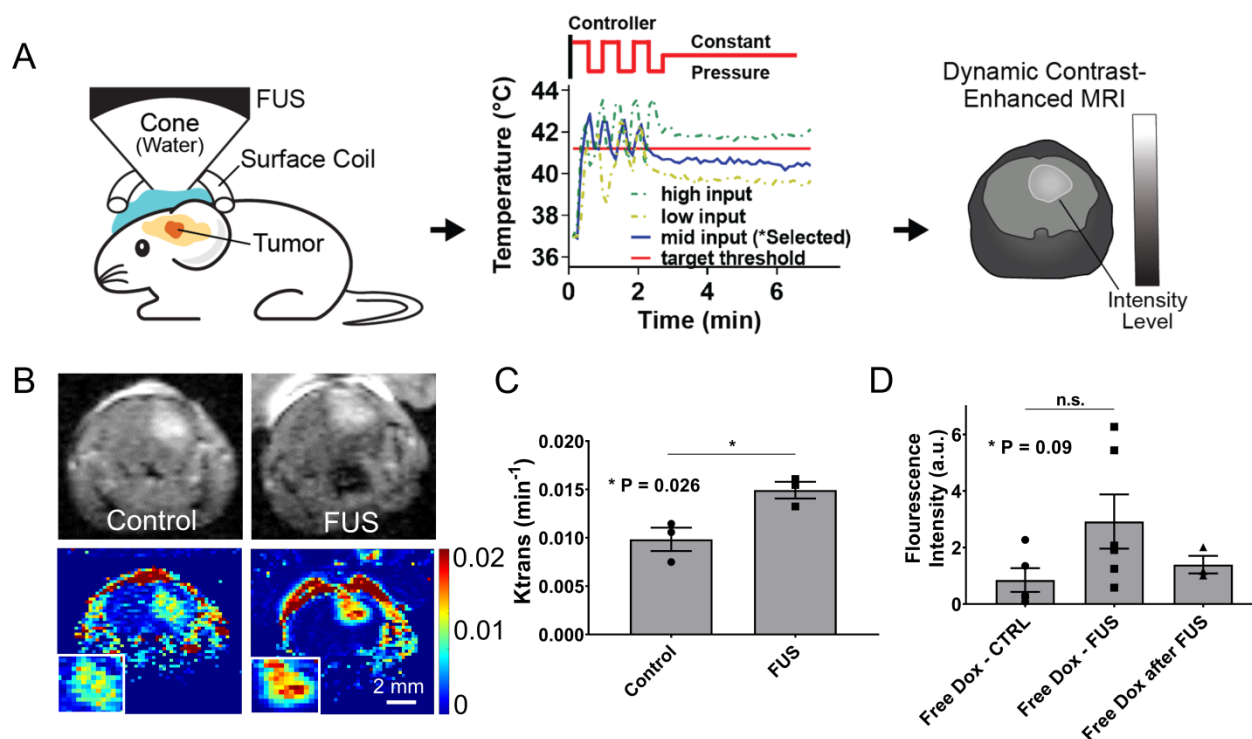 A
FUS
Cone
(Water)
Surface Coil
Tumor
Controller
Constant
Pressure
Temperature (°C)
44
42
40
38
36
high input
low input
mid input (*Selected)
target threshold
0
2
4
6
Time (min)
Dynamic Contrast-
Enhanced MRI
Intensity
Level
B
Control
FUS
0.02
0.01
0
2 mm
C
Ktrans (min⁻¹)
0.020
0.015
0.010
0.005
0.000
*
* P = 0.026
Control
FUS
D
Flourescence
Intensity (a.u.)
6
4
2
0
n.s.
* P = 0.09
Free Dox - CTRL
Free Dox - FUS
Free Dox after FUS